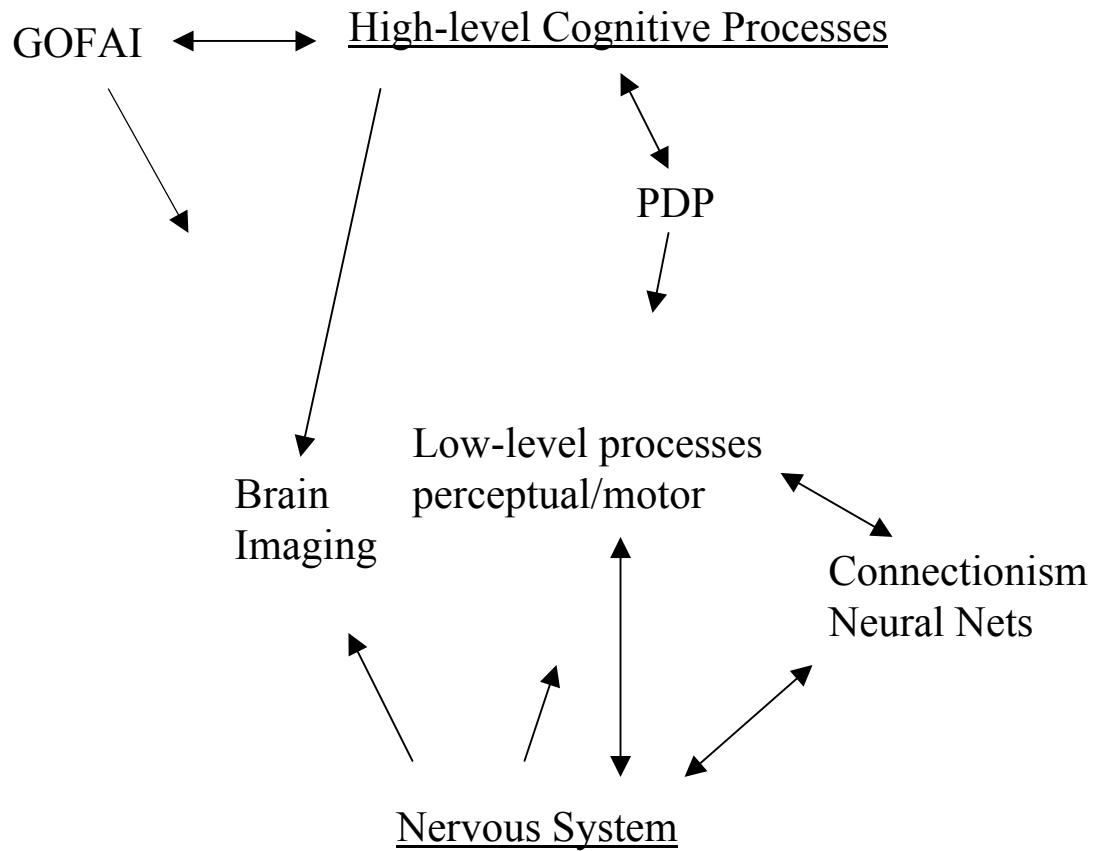 GOFAI
High-level Cognitive Processes
PDP
Low-level processes
perceptual/motor
Brain
Imaging
Connectionism
Neural Nets
Nervous System